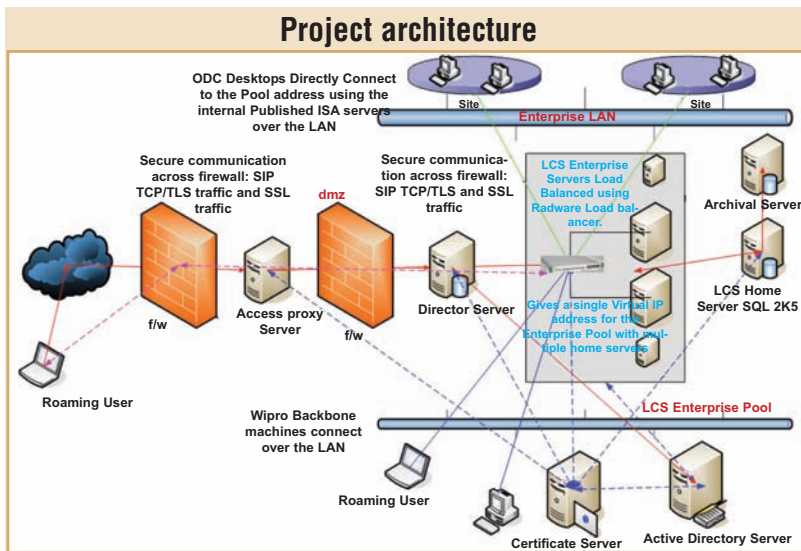 Project architecture
ODC Desktops Directly Connect
to the Pool address using the
internal Published ISA servers
over the LAN
Site
Site
Enterprise LAN
Secure communication
across firewall: SIP
TCP/TLS traffic and SSL
traffic
Secure communica-
tion across firewall:
SIP TCP/TLS and SSL
traffic
dmz
LCS Enterprise
Servers Load
Balanced using
Radware Load bal-
ancer.
Archival Server
f/w
Access proxy
Server
f/w
Director Server
Gives a single Virtual IP
address for the
Enterprise Pool with mul-
tiple home servers
LCS Home
Server SQL 2K5
Roaming User
Wipro Backbone
machines connect
over the LAN
LCS Enterprise Pool
Roaming User
Certificate Server
Active Directory Server